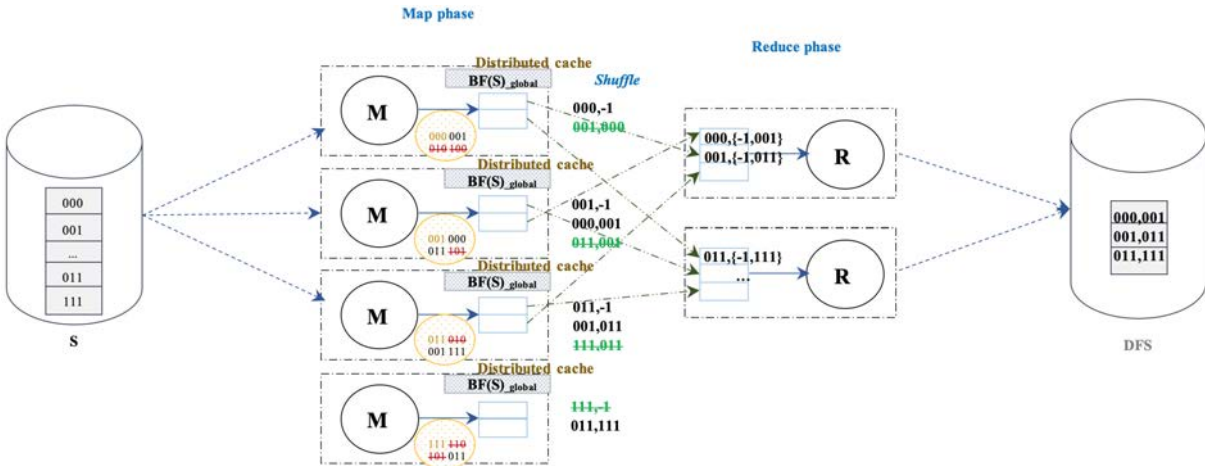 Map phase
Reduce phase
Shuffle
S
000
001
...
011
111
Distributed cache
BF(S)_global
M
000 001
010 100
000,-1
001,000
Distributed cache
BF(S)_global
M
001 000
011 101
001,-1
000,001
011,001
Distributed cache
BF(S)_global
M
011 010
001 111
011,-1
001,011
111,011
Distributed cache
BF(S)_global
M
111 110
101 011
111,-1
011,111
000,{-1,001}
001,{-1,011}
R
011,{-1,111}
...
R
000,001
001,011
011,111
DFS